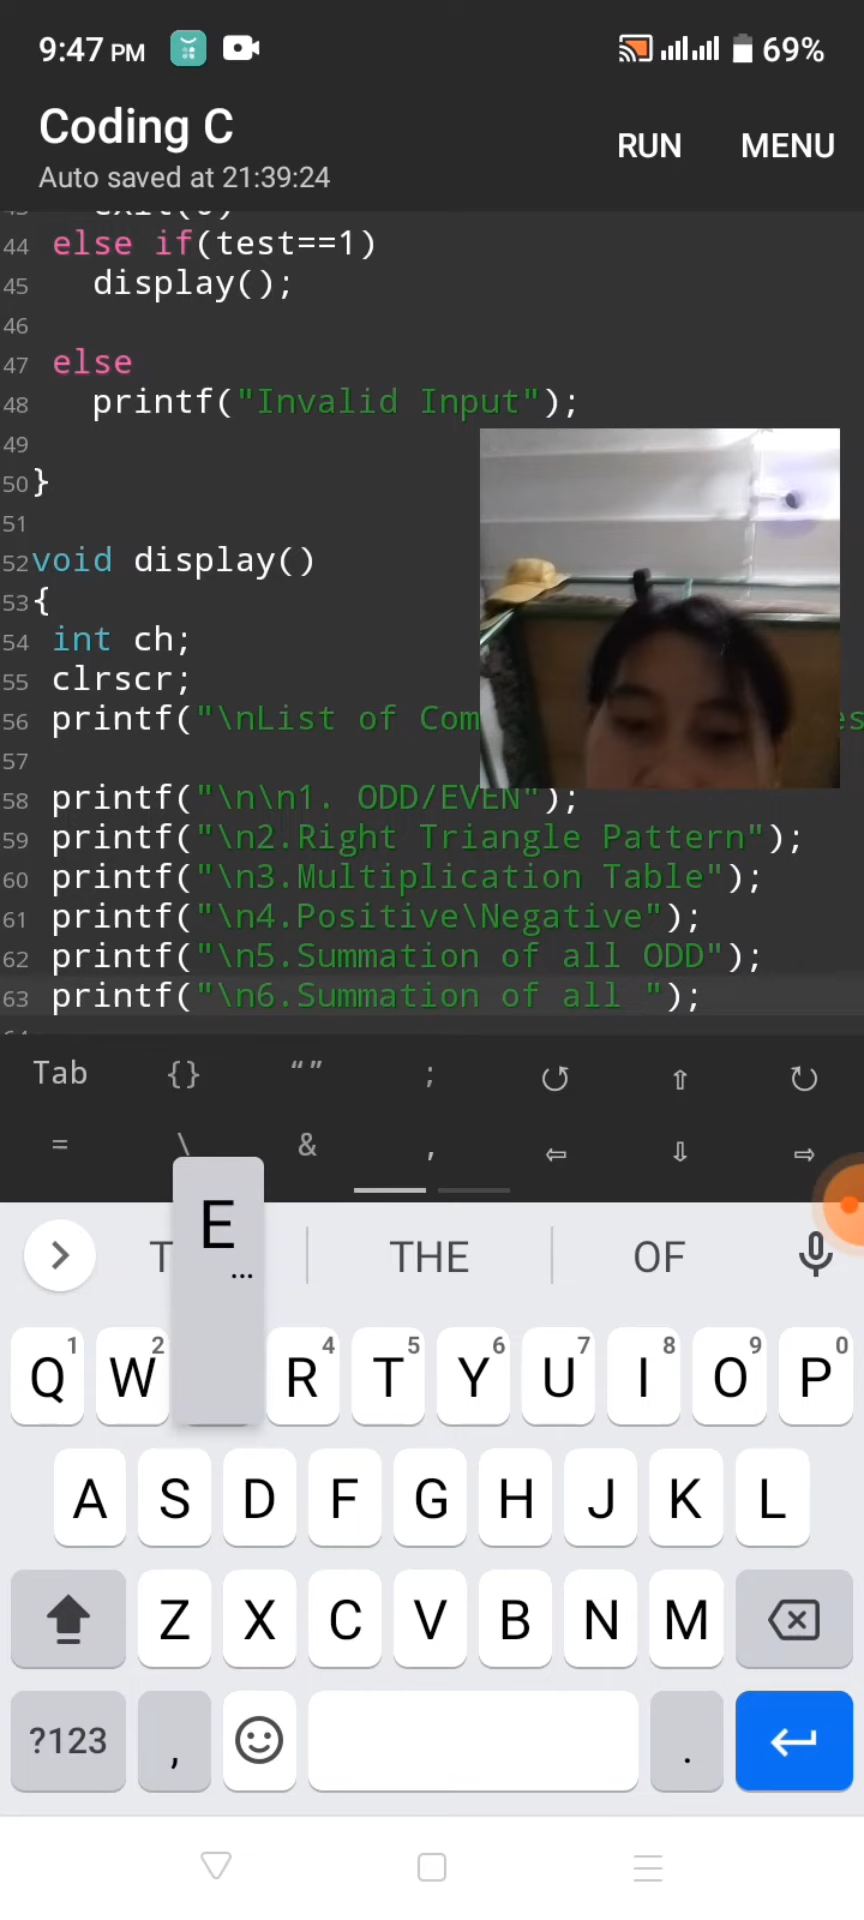 9:47 PM 69%
Coding C
RUN MENU
Auto saved at 21:39:24
44 else if(test==1)
45 display();
46
47 else
48 printf("Invalid Input");
49
50 }
51
52 void display()
53 {
54 int ch;
55 clrscr;
56 printf("\nList of Com es
57
58 printf("\n\n1. ODD/EVEN");
59 printf("\n2.Right Triangle Pattern");
60 printf("\n3.Multiplication Table");
61 printf("\n4.Positive\Negative");
62 printf("\n5.Summation of all ODD");
63 printf("\n6.Summation of all ");
Tab {} “” ; ↺ ⇧ ↻
= \ & , ⇦ ⇩ ⇨
E
...
T THE OF
1 2 4 5 6 7 8 9 0
Q W R T Y U I O P
A S D F G H J K L
Z X C V B N M
?123 , .